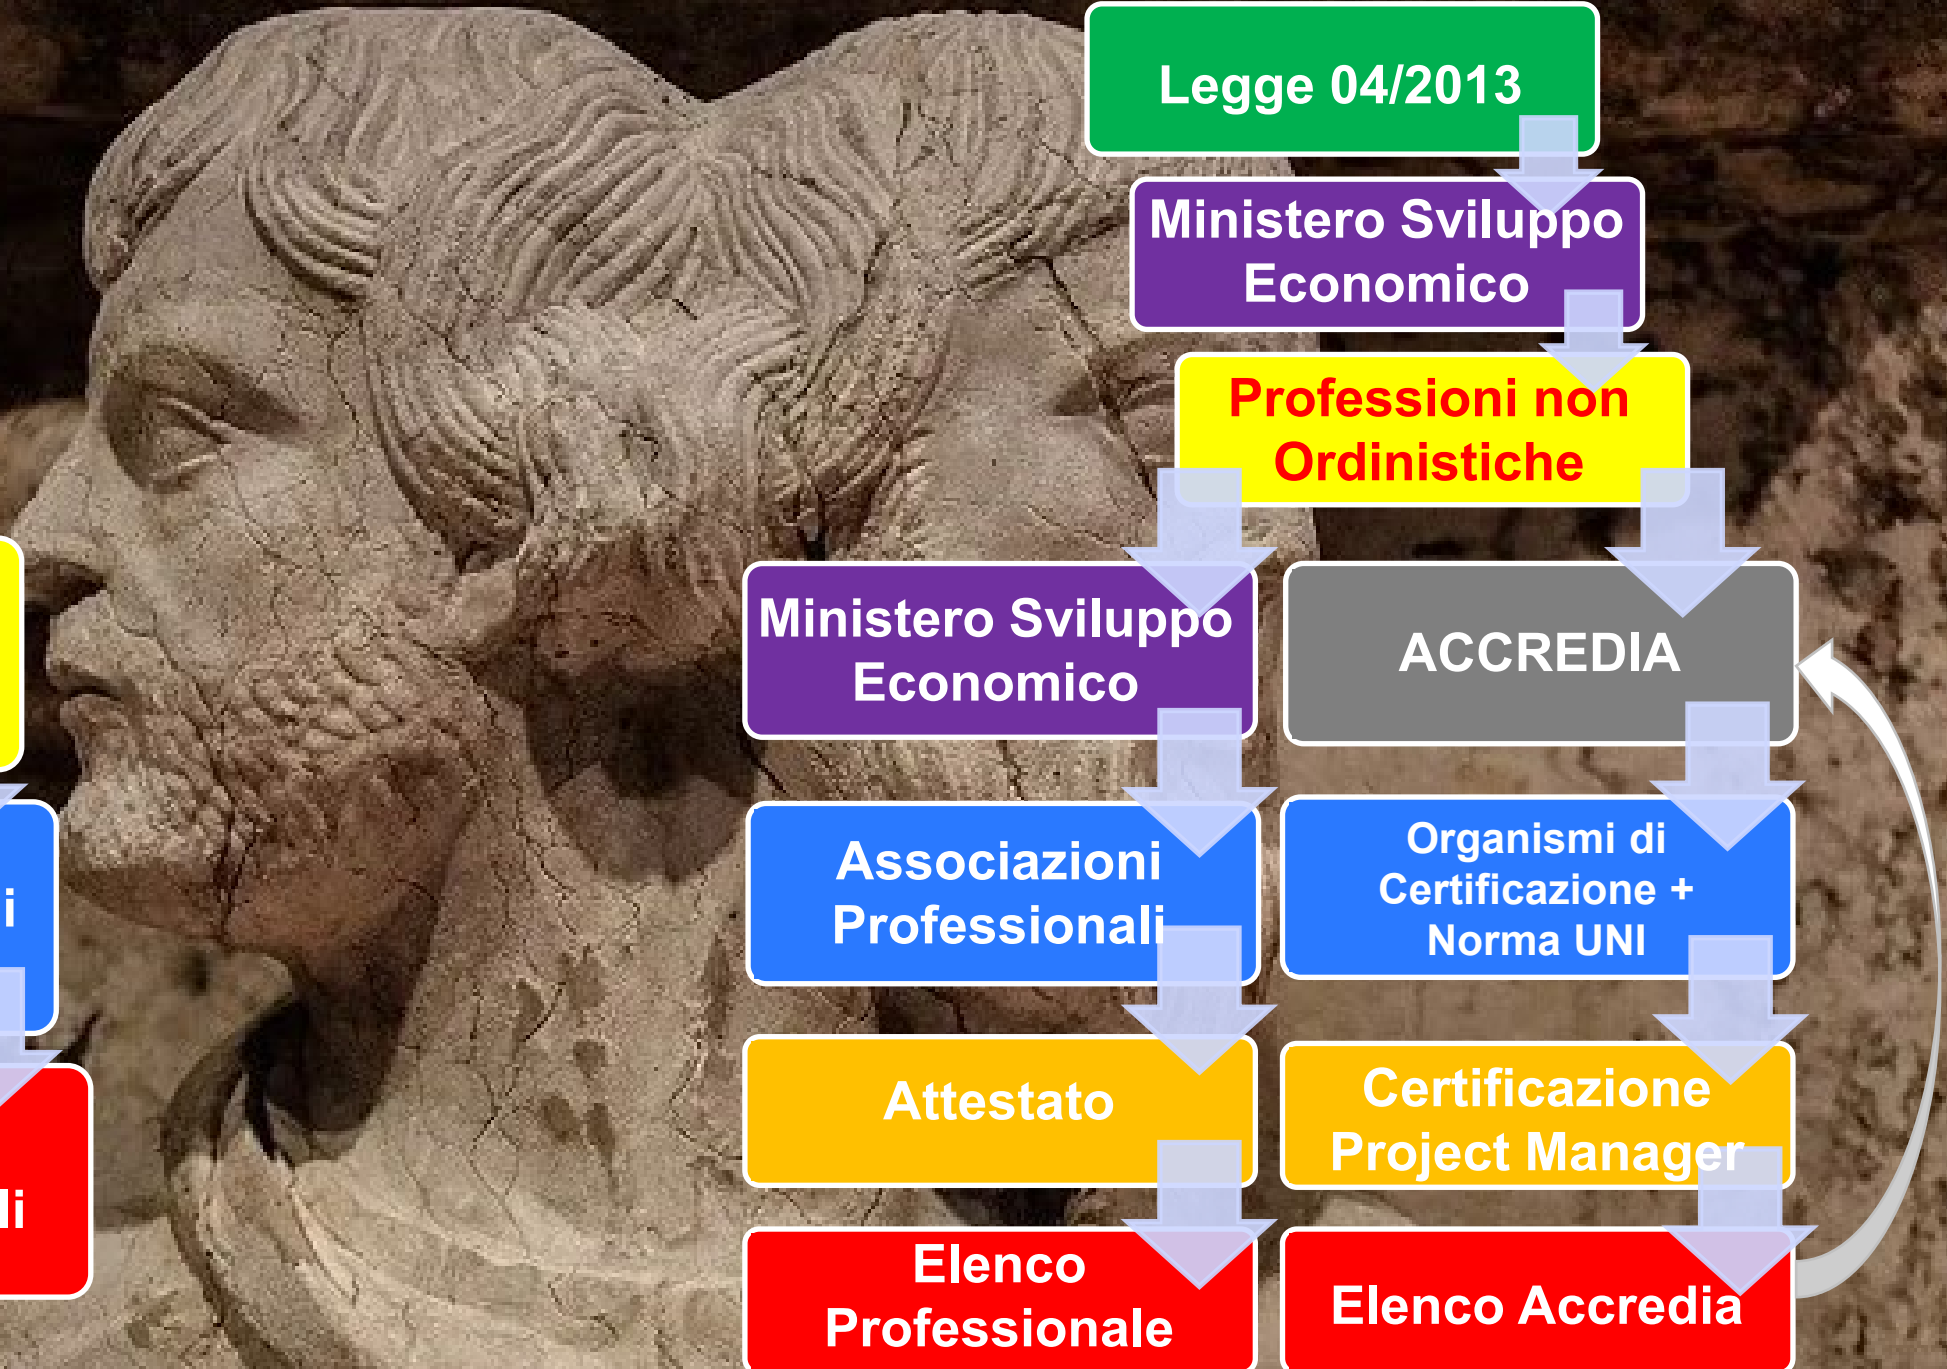 Legge 04/2013
Ministero Sviluppo
Economico
Professioni non
Ordinistiche
Ministero Sviluppo
Economico
ACCREDIA
Associazioni
Professionali
Organismi di
Certificazione +
Norma UNI
Attestato
Certificazione
Project Manager
Elenco
Professionale
Elenco Accredia
i
li